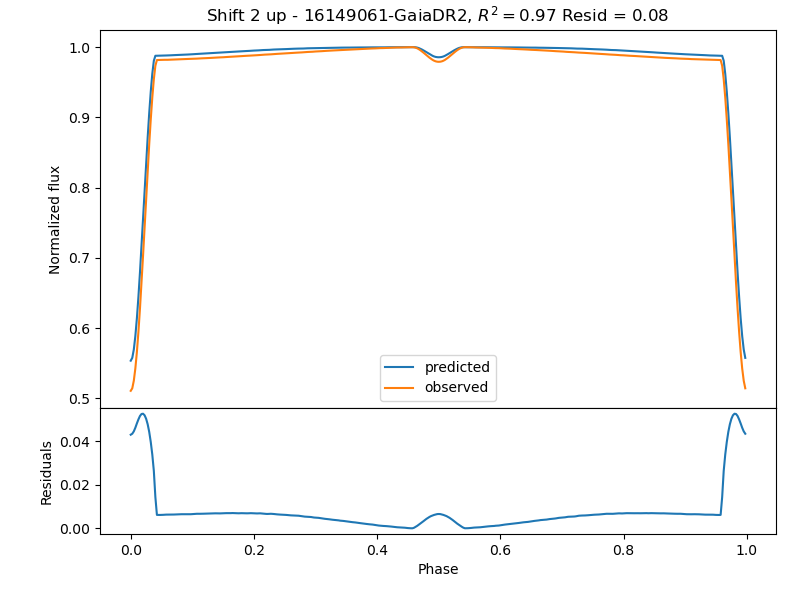 Shift 2 up - 16149061-GaiaDR2, R² = 0.97 Resid = 0.08
1.0
0.9
0.8
0.7
0.6
0.5
Normalized flux
predicted
observed
0.04
0.02
0.00
Residuals
0.0 0.2 0.4 0.6 0.8 1.0
Phase